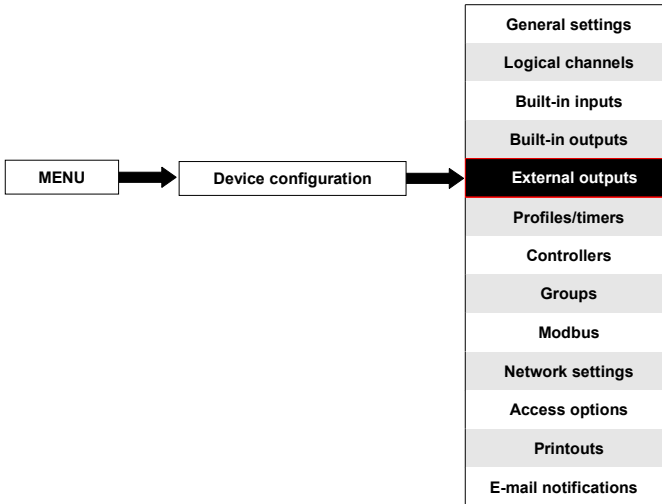 General settings
Logical channels
Built-in inputs
Built-in outputs
MENU
Device configuration
External outputs
Profiles/timers
Controllers
Groups
Modbus
Network settings
Access options
Printouts
E-mail notifications